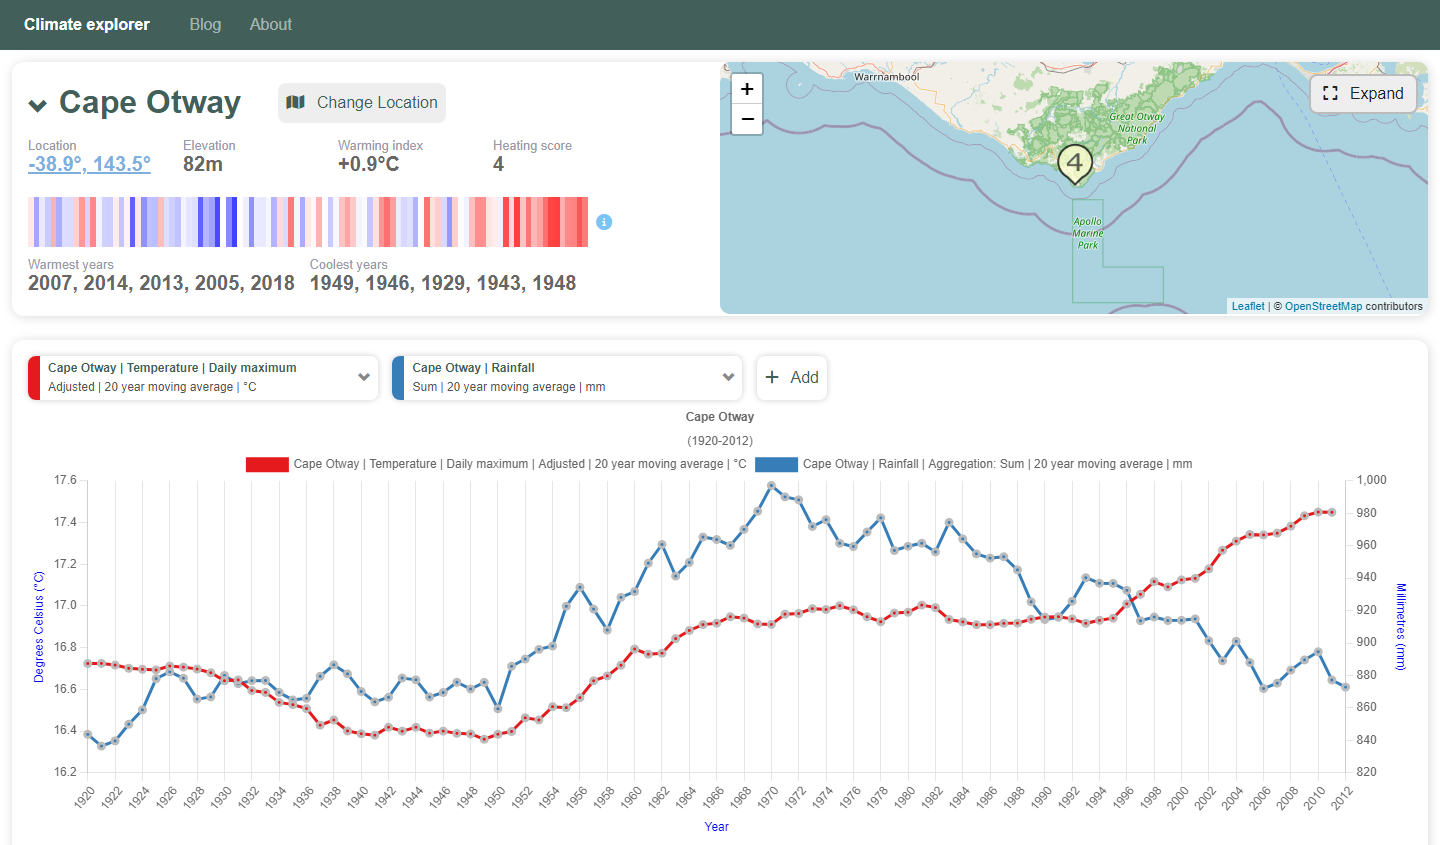 Climate explorer Blog About
Cape Otway
Change Location
Location Elevation Warming index Heating score
-38.9°, 143.5° 82m +0.9°C 4
i
Warmest years Coolest years
2007, 2014, 2013, 2005, 2018 1949, 1946, 1929, 1943, 1948
+
−
Warrnambool
Expand
Great Otway
National
Park
4
Apollo
Marine
Park
Leaflet | © OpenStreetMap contributors
Cape Otway | Temperature | Daily maximum
Adjusted | 20 year moving average | °C
Cape Otway | Rainfall
Sum | 20 year moving average | mm
+ Add
Cape Otway
(1920-2012)
Cape Otway | Temperature | Daily maximum | Adjusted | 20 year moving average | °C
Cape Otway | Rainfall | Aggregation: Sum | 20 year moving average | mm
Degrees Celsius (°C)
17.6
17.4
17.2
17.0
16.8
16.6
16.4
16.2
1,000
980
960
940
920
900
880
860
840
820
Millimetres (mm)
1920 1922 1924 1926 1928 1930 1932 1934 1936 1938 1940 1942 1944 1946 1948 1950 1952 1954 1956 1958 1960 1962 1964 1966 1968 1970 1972 1974 1976 1978 1980 1982 1984 1986 1988 1990 1992 1994 1996 1998 2000 2002 2004 2006 2008 2010 2012
Year